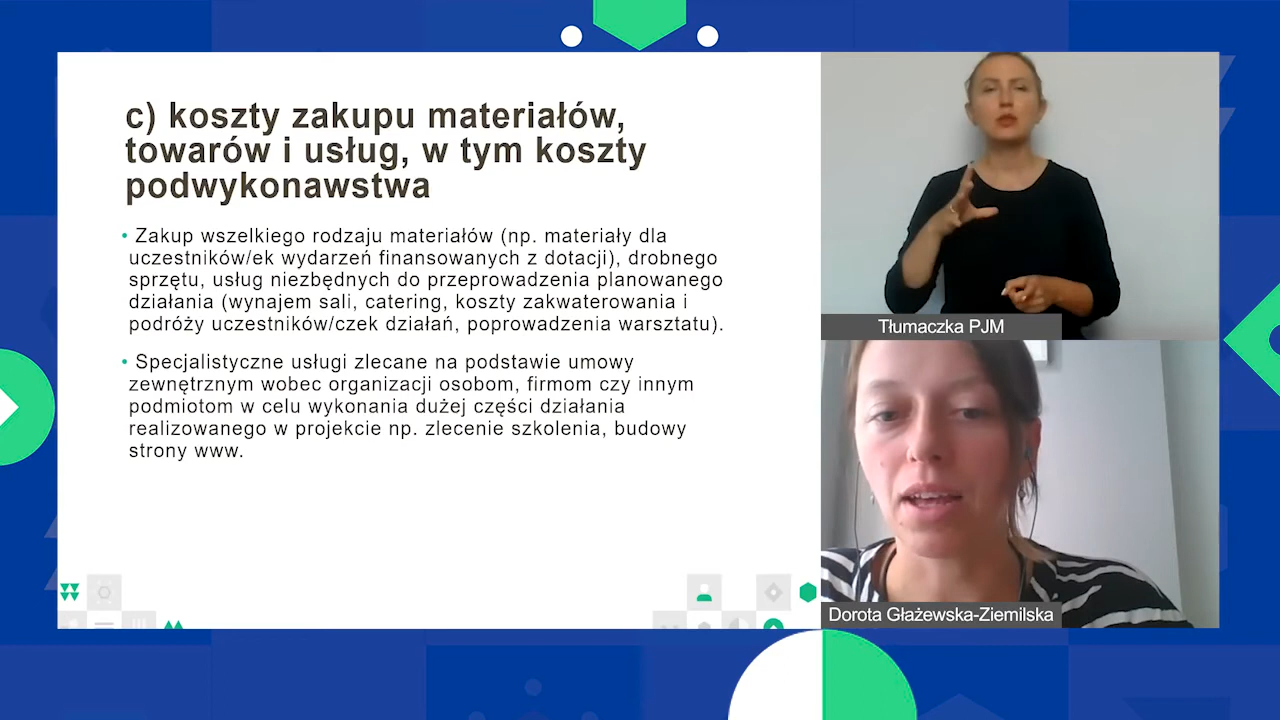 c) koszty zakupu materiałów,
towarów i usług, w tym koszty
podwykonawstwa
• Zakup wszelkiego rodzaju materiałów (np. materiały dla
uczestników/ek wydarzeń finansowanych z dotacji), drobnego
sprzętu, usług niezbędnych do przeprowadzenia planowanego
działania (wynajem sali, catering, koszty zakwaterowania i
podróży uczestników/czek działań, poprowadzenia warsztatu).
• Specjalistyczne usługi zlecane na podstawie umowy
zewnętrznym wobec organizacji osobom, firmom czy innym
podmiotom w celu wykonania dużej części działania
realizowanego w projekcie np. zlecenie szkolenia, budowy
strony www.
Tłumaczka PJM
Dorota Głażewska-Ziemilska